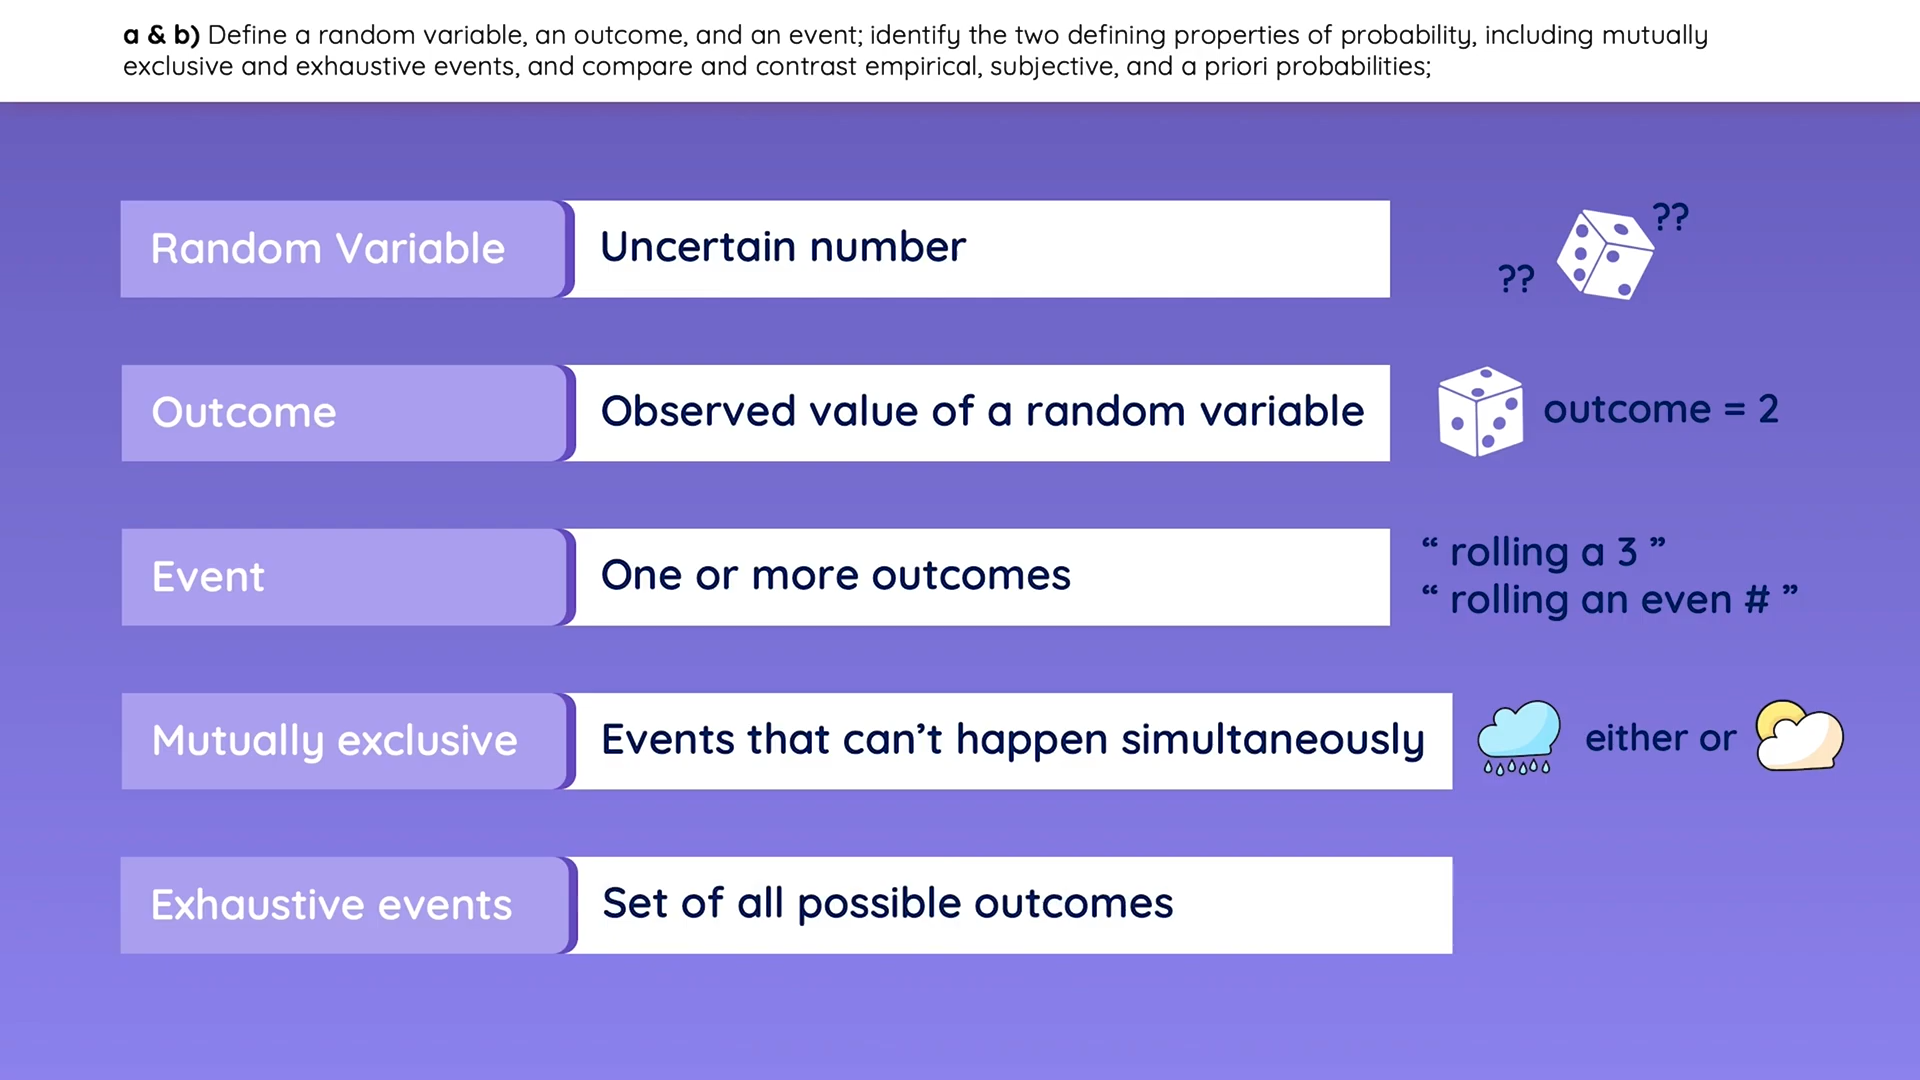 a & b) Define a random variable, an outcome, and an event; identify the two defining properties of probability, including mutually
exclusive and exhaustive events, and compare and contrast empirical, subjective, and a priori probabilities;
Random Variable
Uncertain number
??
??
Outcome
Observed value of a random variable
outcome = 2
Event
One or more outcomes
“ rolling a 3 ”
“ rolling an even # ”
Mutually exclusive
Events that can’t happen simultaneously
either or
Exhaustive events
Set of all possible outcomes